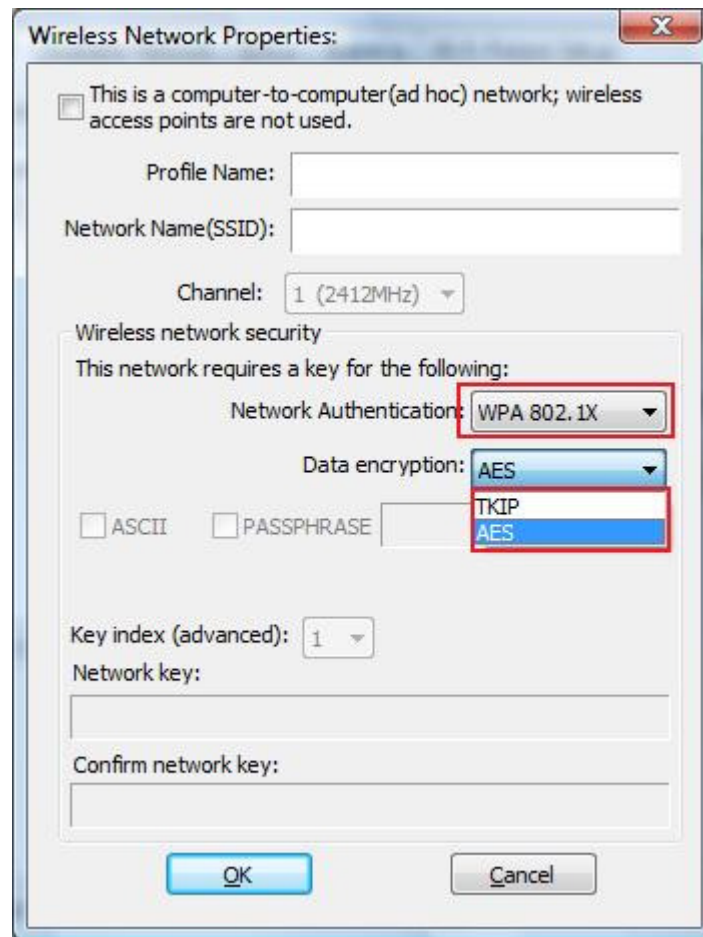 Wireless Network Properties:
This is a computer-to-computer(ad hoc) network; wireless
access points are not used.
Profile Name:
Network Name(SSID):
Channel: 1 (2412MHz)
Wireless network security
This network requires a key for the following:
Network Authentication: WPA 802.1X
Data encryption: AES
TKIP
AES
ASCII PASSPHRASE
Key index (advanced): 1
Network key:
Confirm network key:
OK Cancel